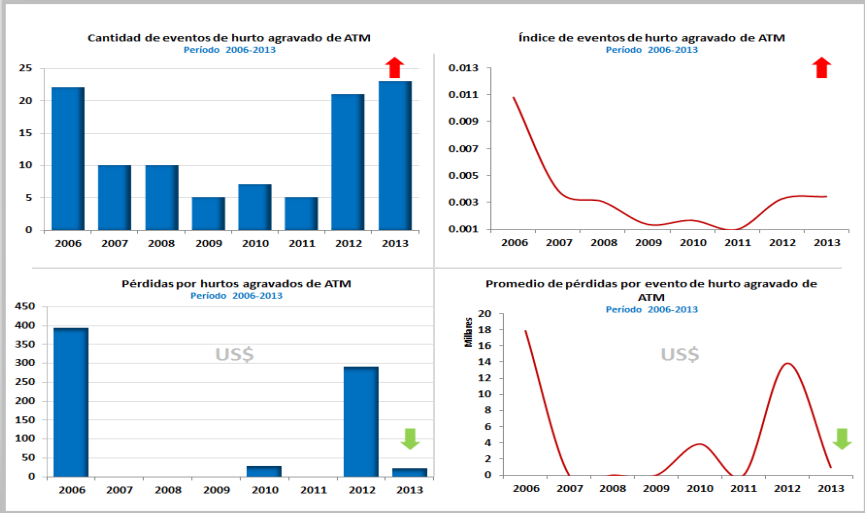 Cantidad de eventos de hurto agravado de ATM
Período 2006-2013
25
20
15
10
5
0
2006 2007 2008 2009 2010 2011 2012 2013
Índice de eventos de hurto agravado de ATM
Período 2006-2013
0.013
0.011
0.009
0.007
0.005
0.003
0.001
2006 2007 2008 2009 2010 2011 2012 2013
Pérdidas por hurtos agravados de ATM
Período 2006-2013
US$
450
400
350
300
250
200
150
100
50
0
2006 2007 2008 2009 2010 2011 2012 2013
Promedio de pérdidas por evento de hurto agravado de
ATM
Período 2006-2013
Millares
US$
20
18
16
14
12
10
8
6
4
2
0
2006 2007 2008 2009 2010 2011 2012 2013